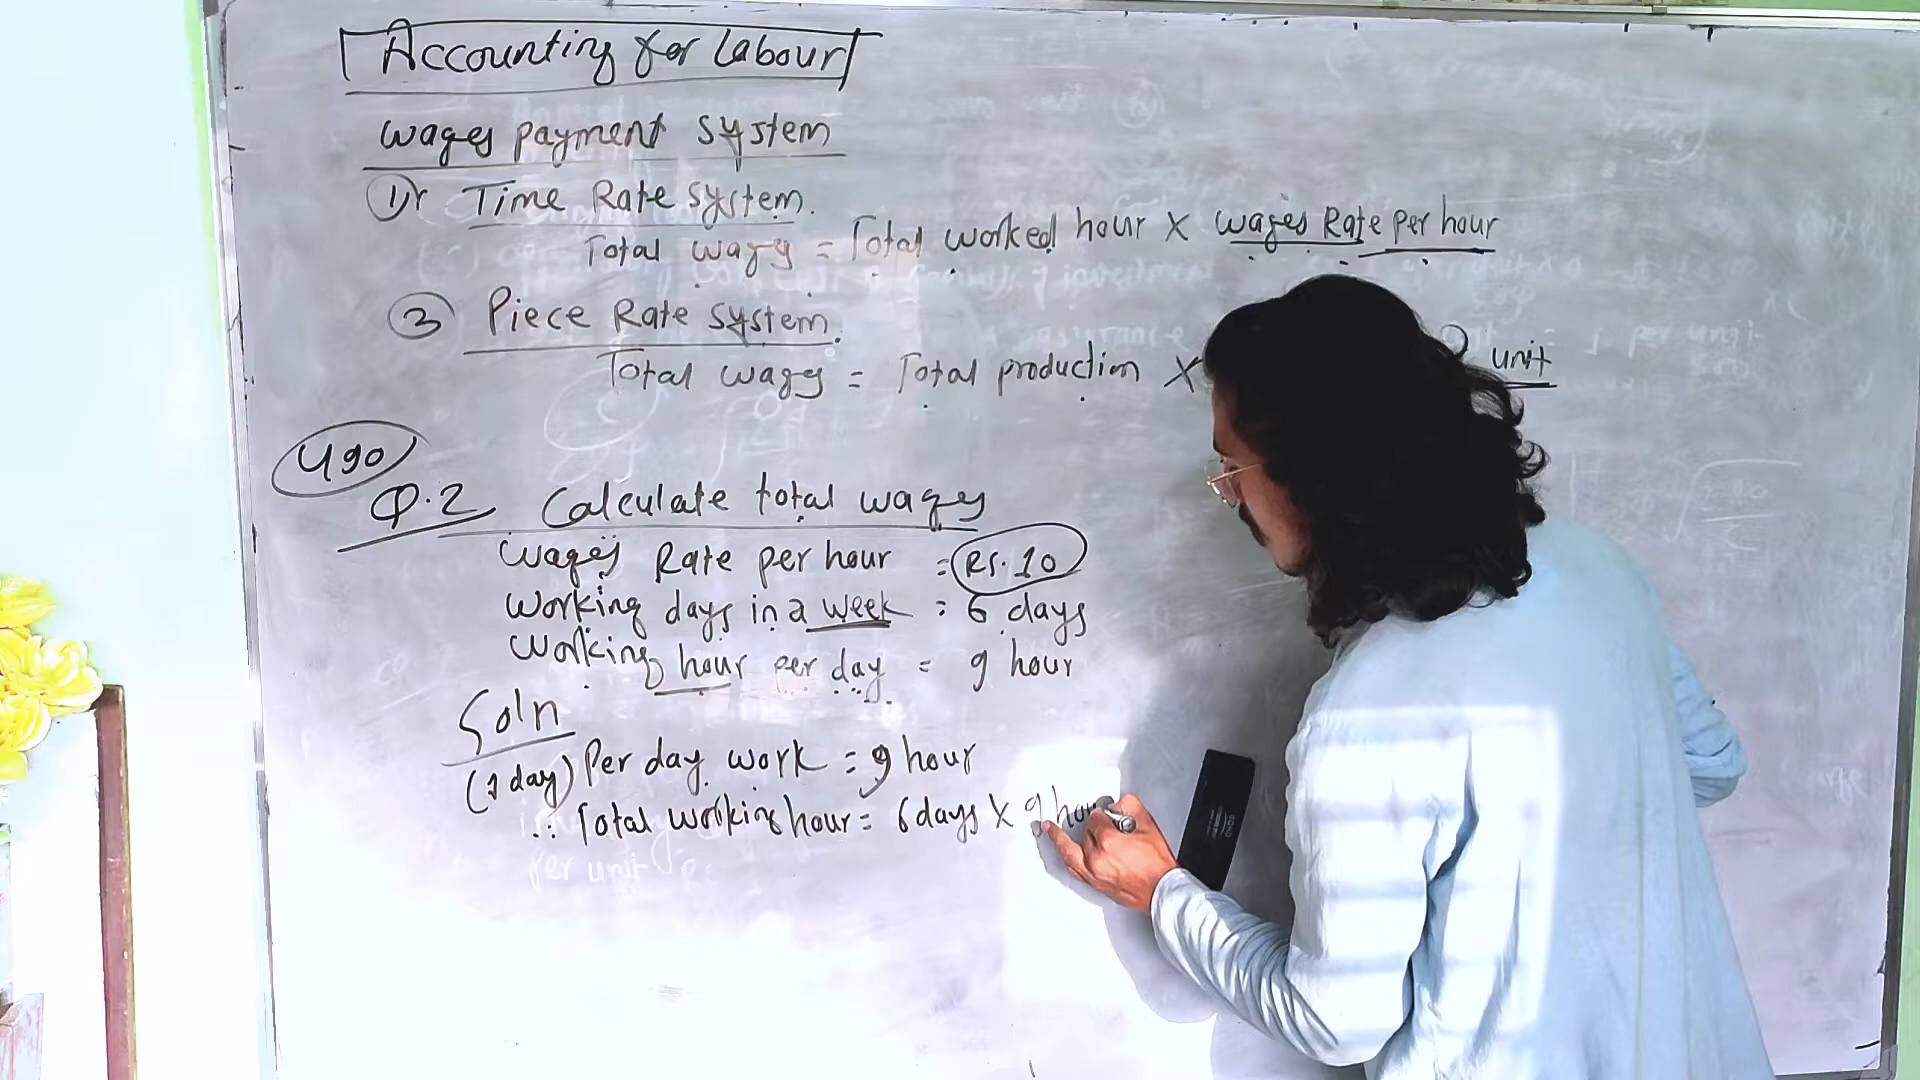 Accounting for Labour
Wages payment system
1) Time Rate system.
Total wages = Total worked hour X Wages Rate per hour
2 Piece Rate system.
Total wages = Total production X unit
490
Q.2 Calculate total wages
Wages Rate per hour = Rs. 10
Working days in a week = 6 days
Working hour per day = 9 hour
Soln
(1 day) Per day work = 9 hour
∴ Total working hour = 6 days X 9 hou